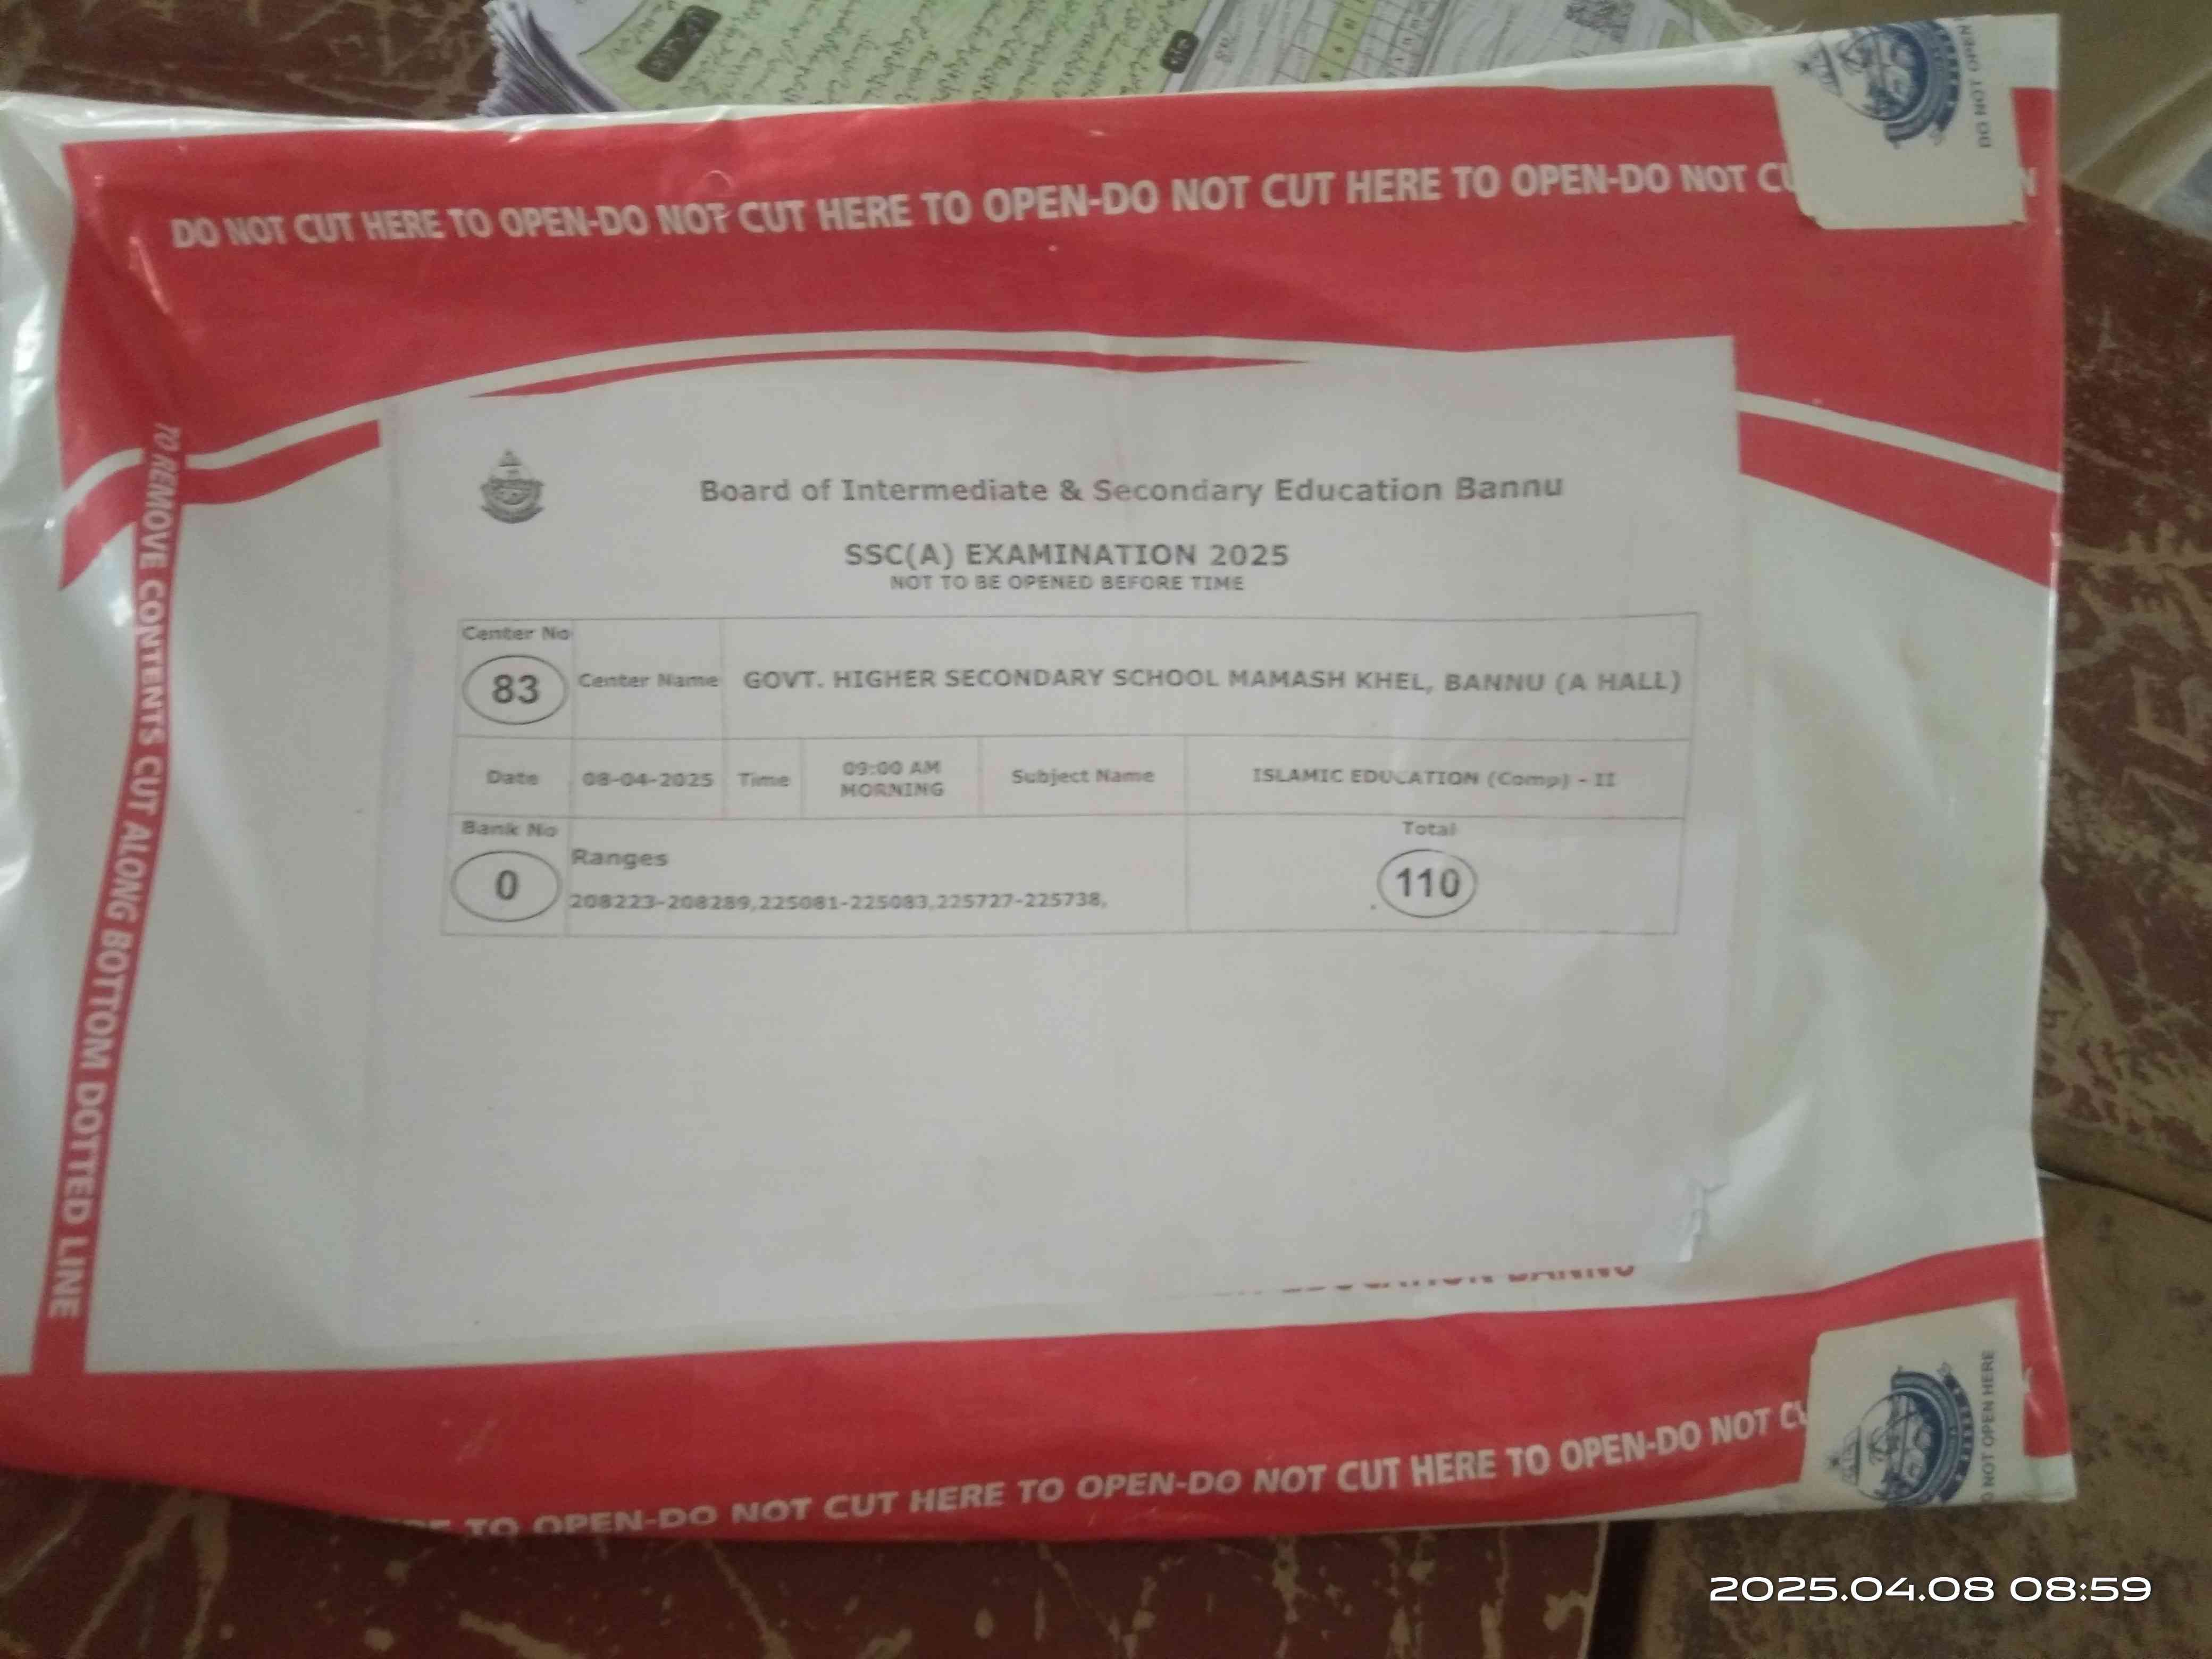 DO NOT OPEN
DO NOT CUT HERE TO OPEN-DO NOT CUT HERE TO OPEN-DO NOT CUT HERE TO OPEN-DO NOT CU
N
TO REMOVE CONTENTS CUT ALONG BOTTOM DOTTED LINE
Board of Intermediate & Secondary Education Bannu
SSC(A) EXAMINATION 2025
NOT TO BE OPENED BEFORE TIME
Center No
83
Center Name
GOVT. HIGHER SECONDARY SCHOOL MAMASH KHEL, BANNU (A HALL)
Date
08-04-2025
Time
09:00 AM
MORNING
Subject Name
ISLAMIC EDUCATION (Comp) - II
Bank No
0
Ranges
208223-208289,225081-225083,225727-225738,
Total
110
EDUCATION BANNU
TO OPEN-DO NOT CUT HERE TO OPEN-DO NOT CUT HERE TO OPEN-DO NOT CU
NOT OPEN HERE
2025.04.08 08:59